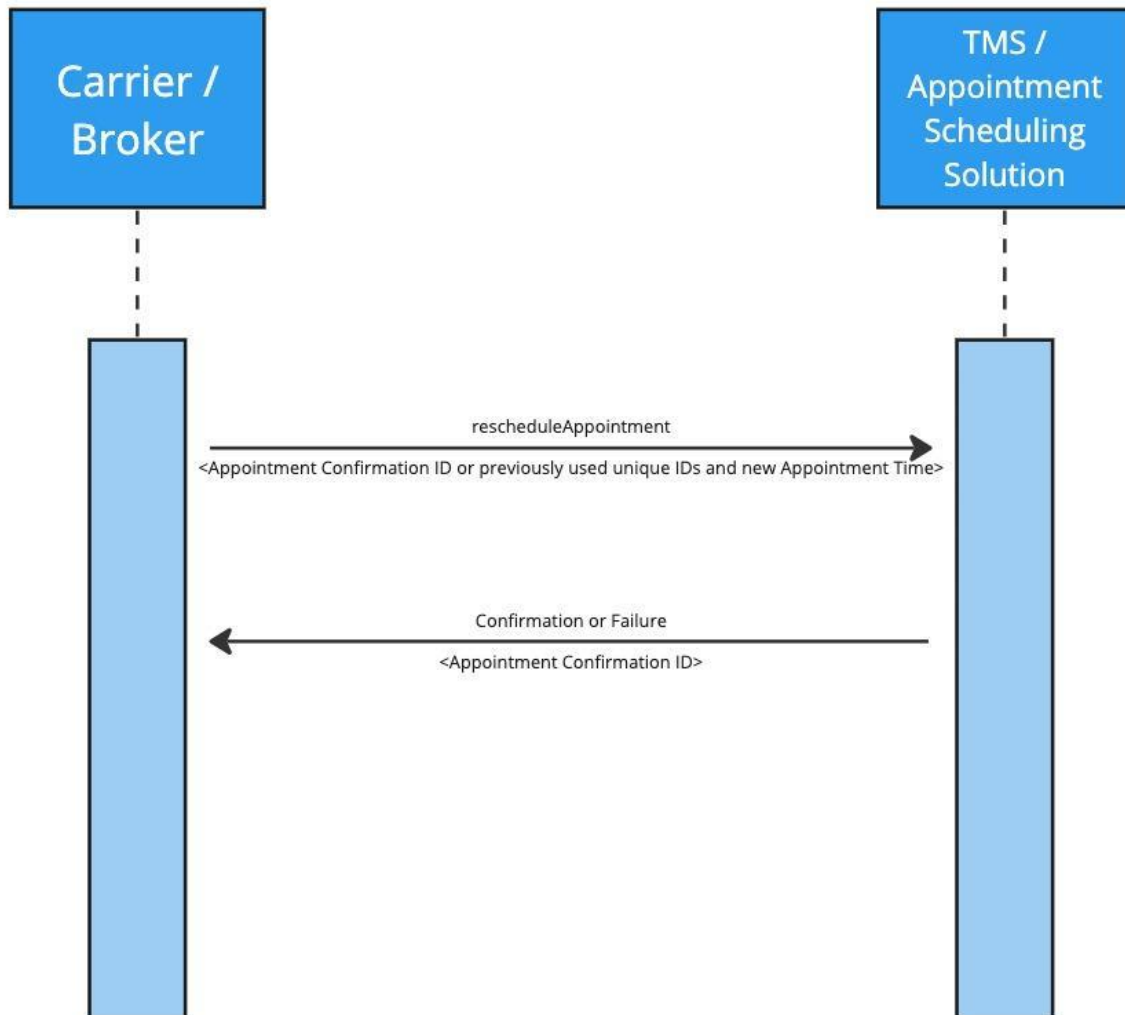 Carrier /
Broker
TMS /
Appointment
Scheduling
Solution
rescheduleAppointment
<Appointment Confirmation ID or previously used unique IDs and new Appointment Time>
Confirmation or Failure
<Appointment Confirmation ID>